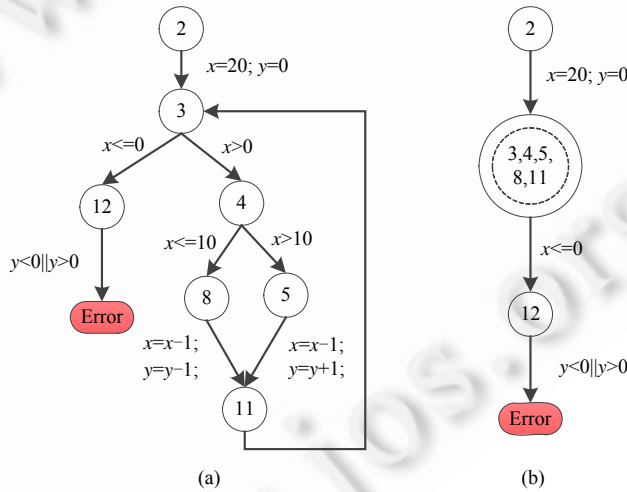 2
x=20; y=0
3
x<=0
x>0
12
4
x<=10
x>10
y<0||y>0
8
5
Error
x=x−1;
y=y−1;
x=x−1;
y=y+1;
11
(a)
2
x=20; y=0
3,4,5,
8,11
x<=0
12
y<0||y>0
Error
(b)